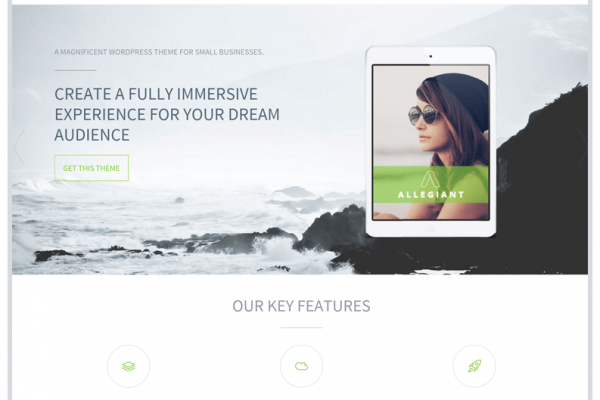 A MAGNIFICENT WORDPRESS THEME FOR SMALL BUSINESSES.
CREATE A FULLY IMMERSIVE
EXPERIENCE FOR YOUR DREAM
AUDIENCE
GET THIS THEME
ALLEGIANT
OUR KEY FEATURES